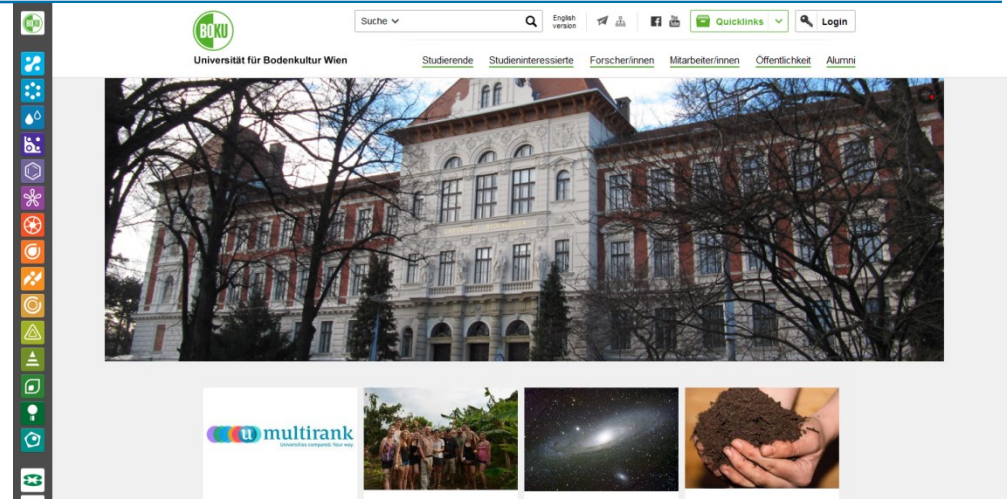 BOKU
Suche
English version
Quicklinks
Login
BOKU
Universität für Bodenkultur Wien
Studierende
Studieninteressierte
Forscher/innen
Mitarbeiter/innen
Öffentlichkeit
Alumni
u multirank
Universities compared. Your way.